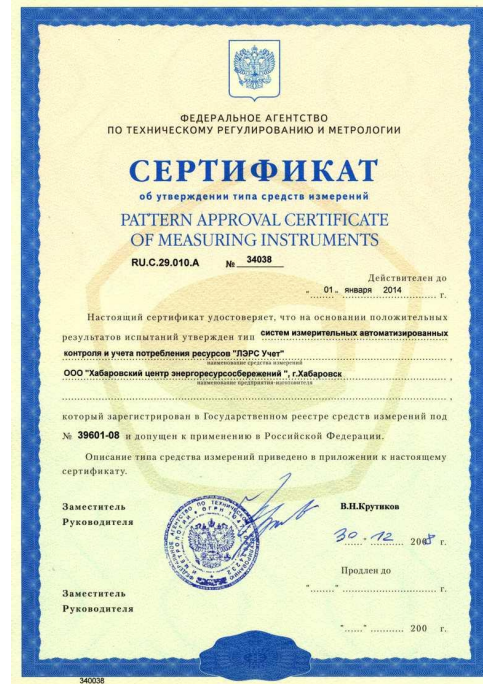 ФЕДЕРАЛЬНОЕ АГЕНТСТВО
ПО ТЕХНИЧЕСКОМУ РЕГУЛИРОВАНИЮ И МЕТРОЛОГИИ
СЕРТИФИКАТ
об утверждении типа средств измерений
PATTERN APPROVAL CERTIFICATE
OF MEASURING INSTRUMENTS
RU.C.29.010.A № 34038
Действителен до
" 01 " января 2014 г.
Настоящий сертификат удостоверяет, что на основании положительных
результатов испытаний утвержден тип систем измерительных автоматизированных
контроля и учета потребления ресурсов "ЛЭРС Учет"
наименование средства измерений
ООО "Хабаровский центр энергоресурсосбережений ", г.Хабаровск
наименование предприятия-изготовителя
который зарегистрирован в Государственном реестре средств измерений под
№ 39601-08 и допущен к применению в Российской Федерации.
Описание типа средства измерений приведено в приложении к настоящему
сертификату.
Заместитель
Руководителя
В.Н.Крутиков
30 . 12 2008 г.
Продлен до
"......" ........... г.
Заместитель
Руководителя
"......" ........... 200 г.
340038